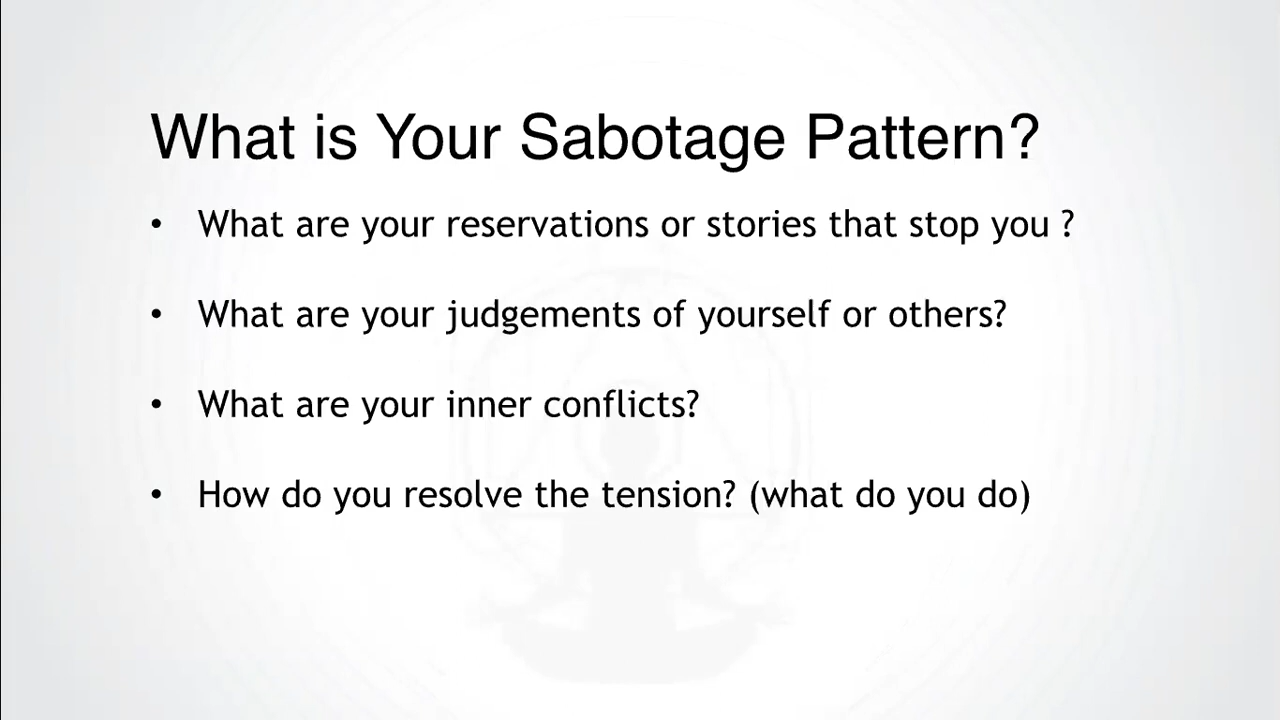 What is Your Sabotage Pattern?
• What are your reservations or stories that stop you ?
• What are your judgements of yourself or others?
• What are your inner conflicts?
• How do you resolve the tension? (what do you do)